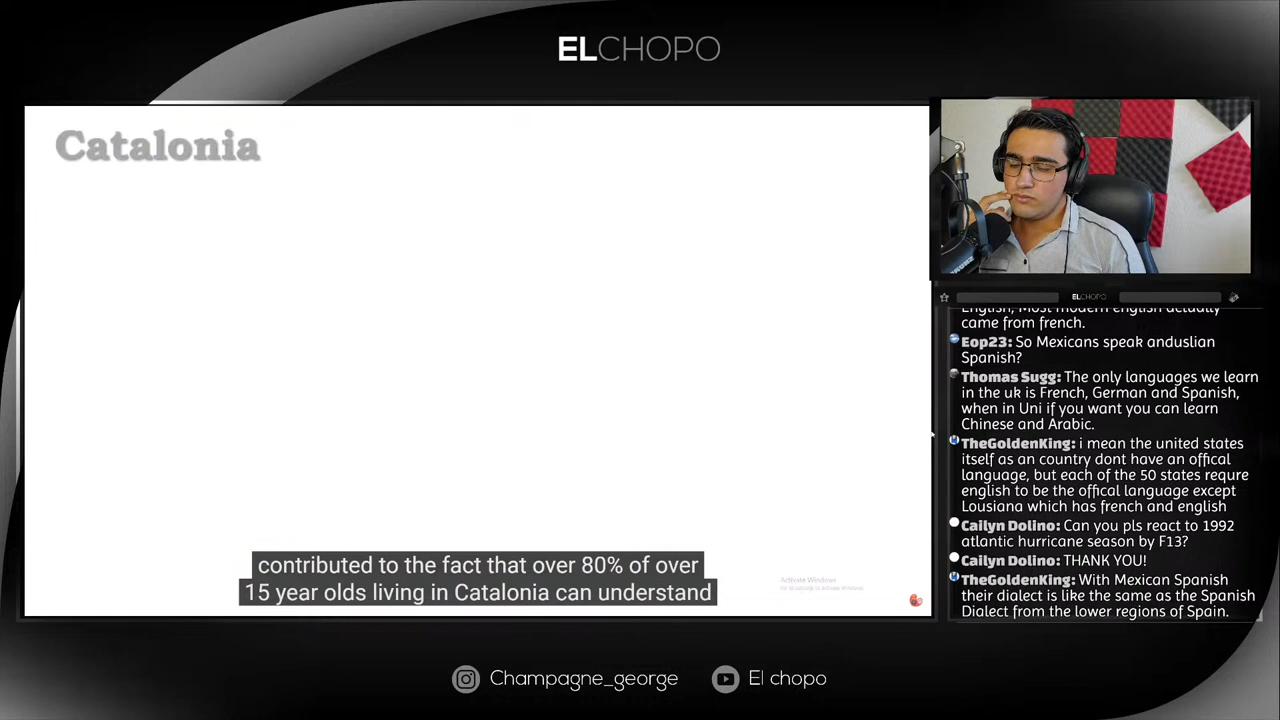 ELCHOPO
Catalonia
contributed to the fact that over 80% of over
15 year olds living in Catalonia can understand
Activate Windows
ELCHOPO
English, Most modern english actually
came from french.
Eop23: So Mexicans speak anduslian
Spanish?
Thomas Sugg: The only languages we learn
in the uk is French, German and Spanish,
when in Uni if you want you can learn
Chinese and Arabic.
TheGoldenKing: i mean the united states
itself as an country dont have an offical
language, but each of the 50 states requre
english to be the offical language except
Lousiana which has french and english
Cailyn Dolino: Can you pls react to 1992
atlantic hurricane season by F13?
Cailyn Dolino: THANK YOU!
TheGoldenKing: With Mexican Spanish
their dialect is like the same as the Spanish
Dialect from the lower regions of Spain.
Champagne_george
El chopo